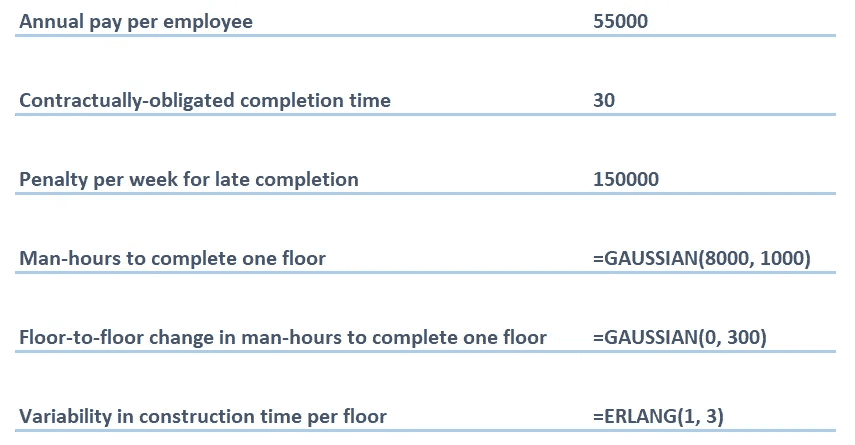 Annual pay per employee 55000
Contractually-obligated completion time 30
Penalty per week for late completion 150000
Man-hours to complete one floor =GAUSSIAN(8000, 1000)
Floor-to-floor change in man-hours to complete one floor =GAUSSIAN(0, 300)
Variability in construction time per floor =ERLANG(1, 3)